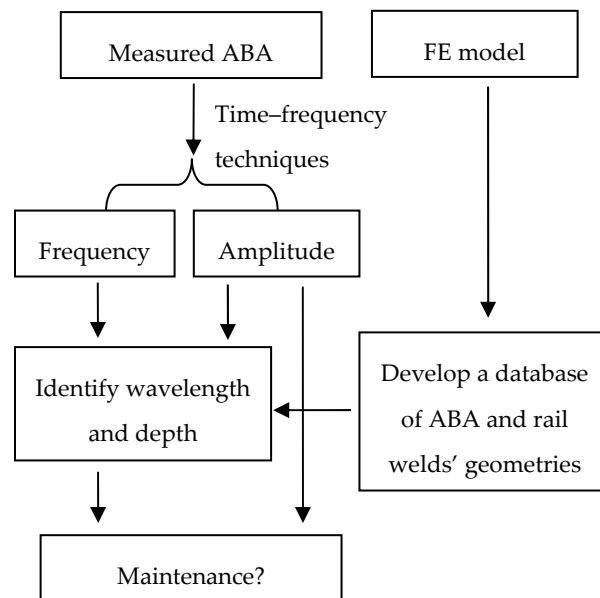 Measured ABA
FE model
Time–frequency
techniques
Frequency
Amplitude
Identify wavelength
and depth
Develop a database
of ABA and rail
welds’ geometries
Maintenance?